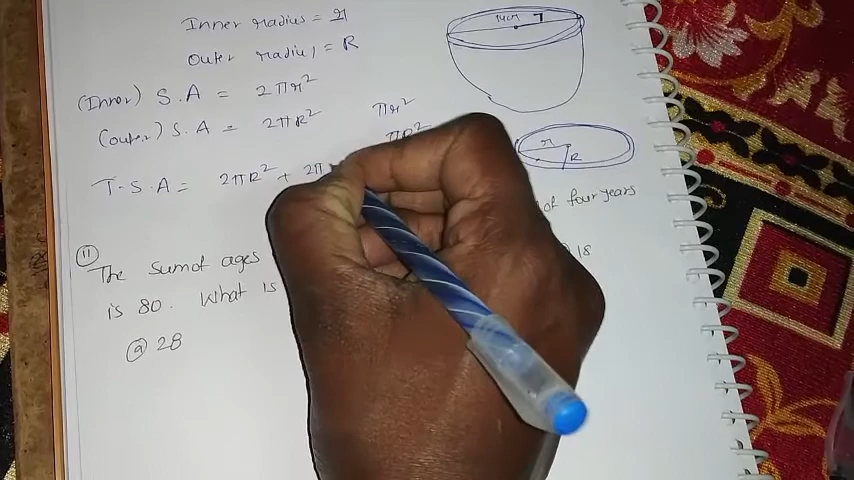 Inner radius = r
Outer radius, = R
14cm 7
(Inner) S.A = 2πr²
πr²
(outer) S.A = 2πR²
πR²
r
R
T.S.A = 2πR² + 2π
of four years
⑪ The sum of ages
18
is 80. What is
ⓐ 28